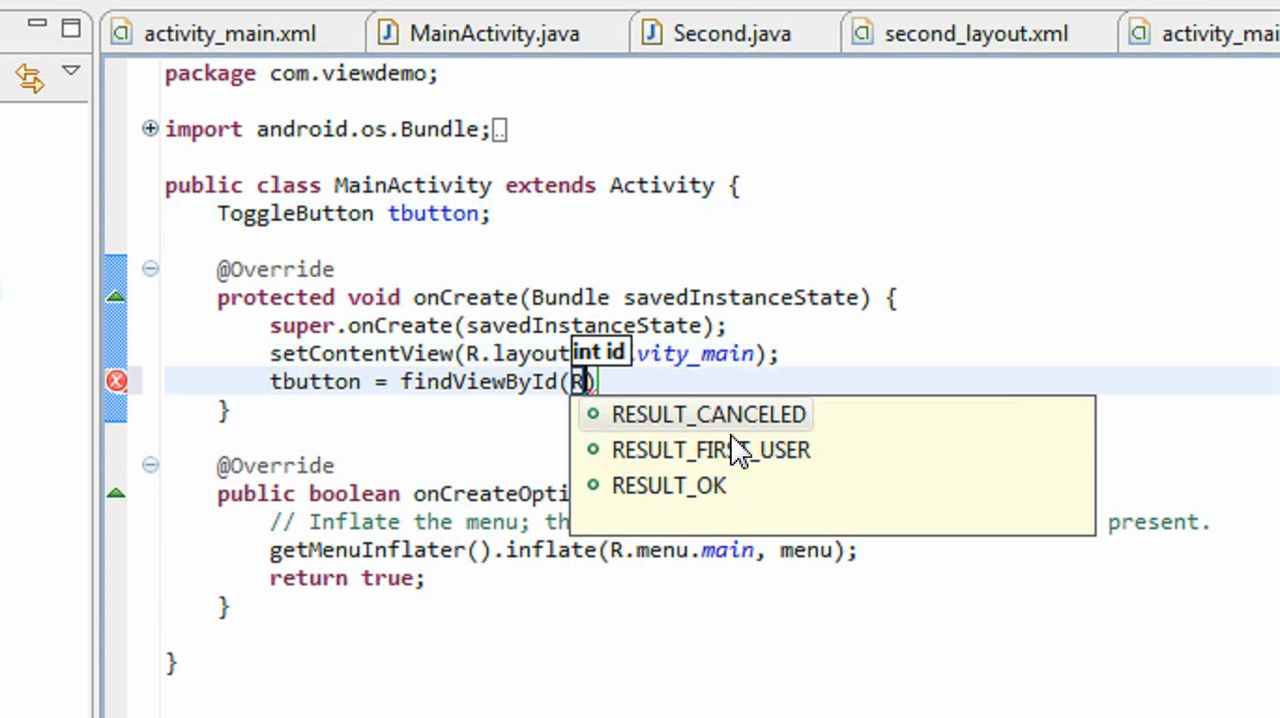 activity_main.xml MainActivity.java Second.java second_layout.xml activity_mai
package com.viewdemo;
import android.os.Bundle;
public class MainActivity extends Activity {
ToggleButton tbutton;
@Override
protected void onCreate(Bundle savedInstanceState) {
super.onCreate(savedInstanceState);
setContentView(R.layout vity_main);
int id
tbutton = findViewById(R)
RESULT_CANCELED
}
RESULT_FIRST_USER
@Override
RESULT_OK
public boolean onCreateOpti
// Inflate the menu; th present.
getMenuInflater().inflate(R.menu.main, menu);
return true;
}
}